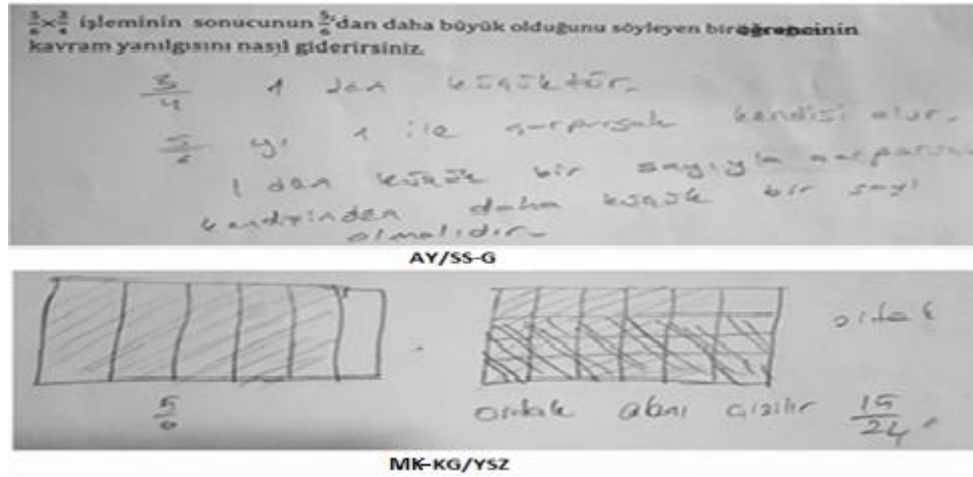 5/6 x 3/4 işleminin sonucunun 5/6'dan daha büyük olduğunu söyleyen bir öğrencinin
kavram yanılgısını nasıl giderirsiniz.
3/4 1 den küçüktür.
5/6 yı 1 ile çarparsak kendisi olur.
1 den küçük bir sayıyla çarparsak
kendisinden daha küçük bir sayı
olmalıdır.
AY/SS-G
ortak
5/6
ortak alanı çizilir 15/24
MK-KG/YSZ